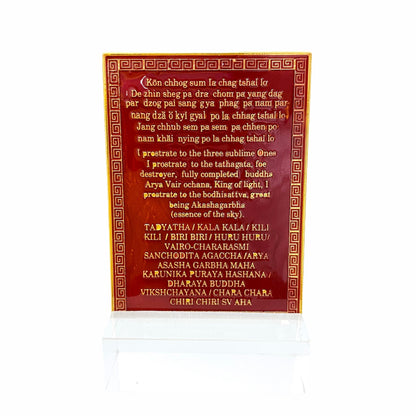 Kön chhog sum la chag tshal lo
De zhin sheg pa dra chom pa yang dag
par dzog pai sang gya phag pa nam par
nang dzä ö kyl gyal po la chhag tshal lo
Jang chhub sem pa sem pa chhen po
nam khäi nying po la chhag tshal lo
I prostrate to the three sublime Ones
I prostrate to the tathagata, foe
destroyer, fully completed buddha
Arya Vair ochana, King of light, I
prostrate to the bodhisattva, great
being Akashagarbha
(essence of the sky).
TADYATHA / KALA KALA / KILI
KILI / BIRI BIRI / HURU HURU/
VAIRO-CHARARASMI
SANCHODITA AGACCHA/ARYA
AKASHA GARBHA MAHA
KARUNIKA PURAYA HASHANA /
DHARAYA BUDDHA
VIKSHCHAYANA / CHARA CHARA
CHIRI CHIRI SV AHA